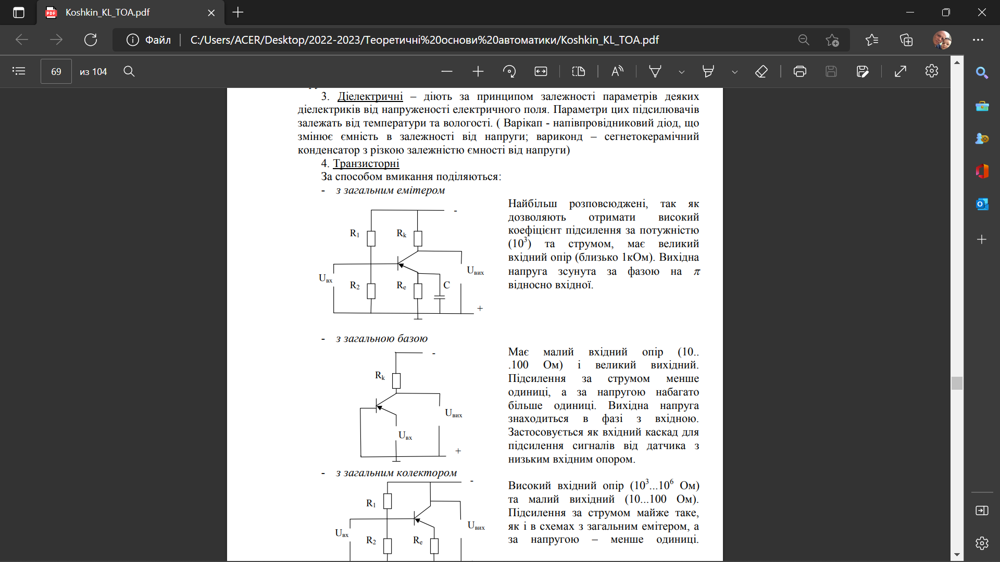 Koshkin_KL_TOA.pdf
Файл
C:/Users/ACER/Desktop/2022-2023/Теоретичні%20основи%20автоматики/Koshkin_KL_TOA.pdf
69 из 104
3. Діелектричні – діють за принципом залежності параметрів деяких
діелектриків від напруженості електричного поля. Параметри цих підсилювачів
залежать від температури та вологості. ( Варікап - напівпровідниковий діод, що
змінює ємність в залежності від напруги; вариконд – сегнетокерамічний
конденсатор з різкою залежністю ємності від напруги)
4. Транзисторні
За способом вмикання поділяються:
- з загальним емітером
-
R1
Rk
Uвх
Uвих
R2
Re
C
+
Найбільш розповсюджені, так як
дозволяють отримати високий
коефіцієнт підсилення за потужністю
(10³) та струмом, має великий
вхідний опір (близько 1кОм). Вихідна
напруга зсунута за фазою на π
відносно вхідної.
- з загальною базою
-
Rk
Uвих
Uвх
+
Має малий вхідний опір (10..
.100 Ом) і великий вихідний.
Підсилення за струмом менше
одиниці, а за напругою набагато
більше одиниці. Вихідна напруга
знаходиться в фазі з вхідною.
Застосовується як вхідний каскад для
підсилення сигналів від датчика з
низьким вхідним опором.
- з загальним колектором
-
R1
Uвх
Uвих
R2
Re
Високий вхідний опір (10³...10⁶ Ом)
та малий вихідний (10...100 Ом).
Підсилення за струмом майже таке,
як і в схемах з загальним емітером, а
за напругою – менше одиниці.